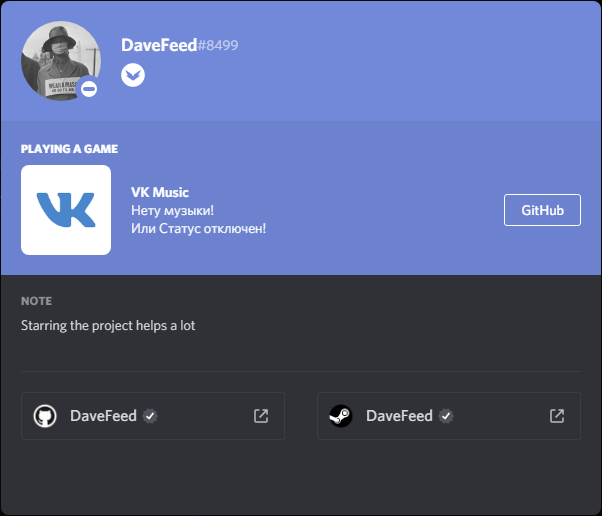 DaveFeed#8499
PLAYING A GAME
VK Music
Нету музыки!
Или Статус отключен!
GitHub
NOTE
Starring the project helps a lot
DaveFeed
DaveFeed